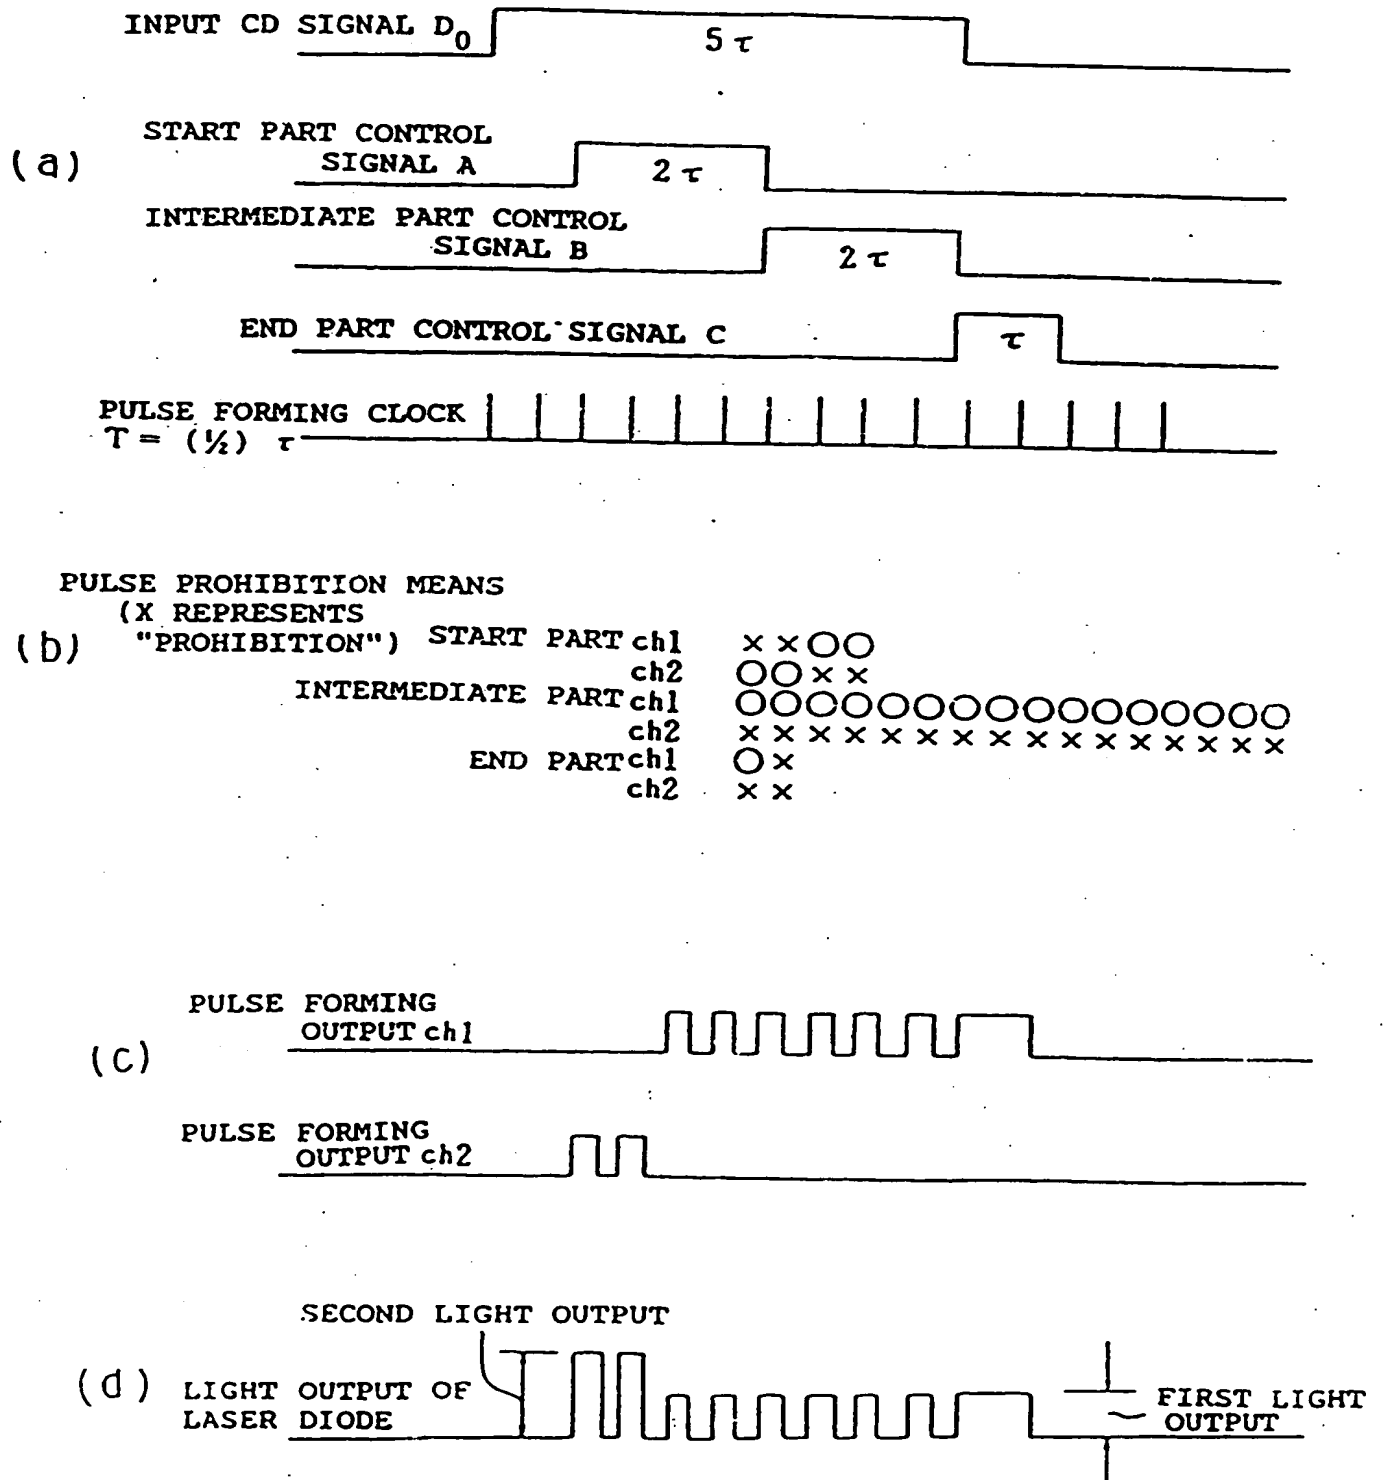 INPUT CD SIGNAL D0
5 τ
(a)
START PART CONTROL
SIGNAL A
2 τ
INTERMEDIATE PART CONTROL
SIGNAL B
2 τ
END PART CONTROL SIGNAL C
τ
PULSE FORMING CLOCK
T = (½) τ
(b)
PULSE PROHIBITION MEANS
(X REPRESENTS
"PROHIBITION")
START PART ch1 × × ○ ○
ch2 ○ ○ × ×
INTERMEDIATE PART ch1 ○ ○ ○ ○ ○ ○ ○ ○ ○ ○ ○ ○ ○ ○ ○ ○
ch2 × × × × × × × × × × × × × × × ×
END PART ch1 ○ ×
ch2 × ×
(c)
PULSE FORMING
OUTPUT ch1
PULSE FORMING
OUTPUT ch2
(d)
SECOND LIGHT OUTPUT
LIGHT OUTPUT OF
LASER DIODE
FIRST LIGHT
OUTPUT